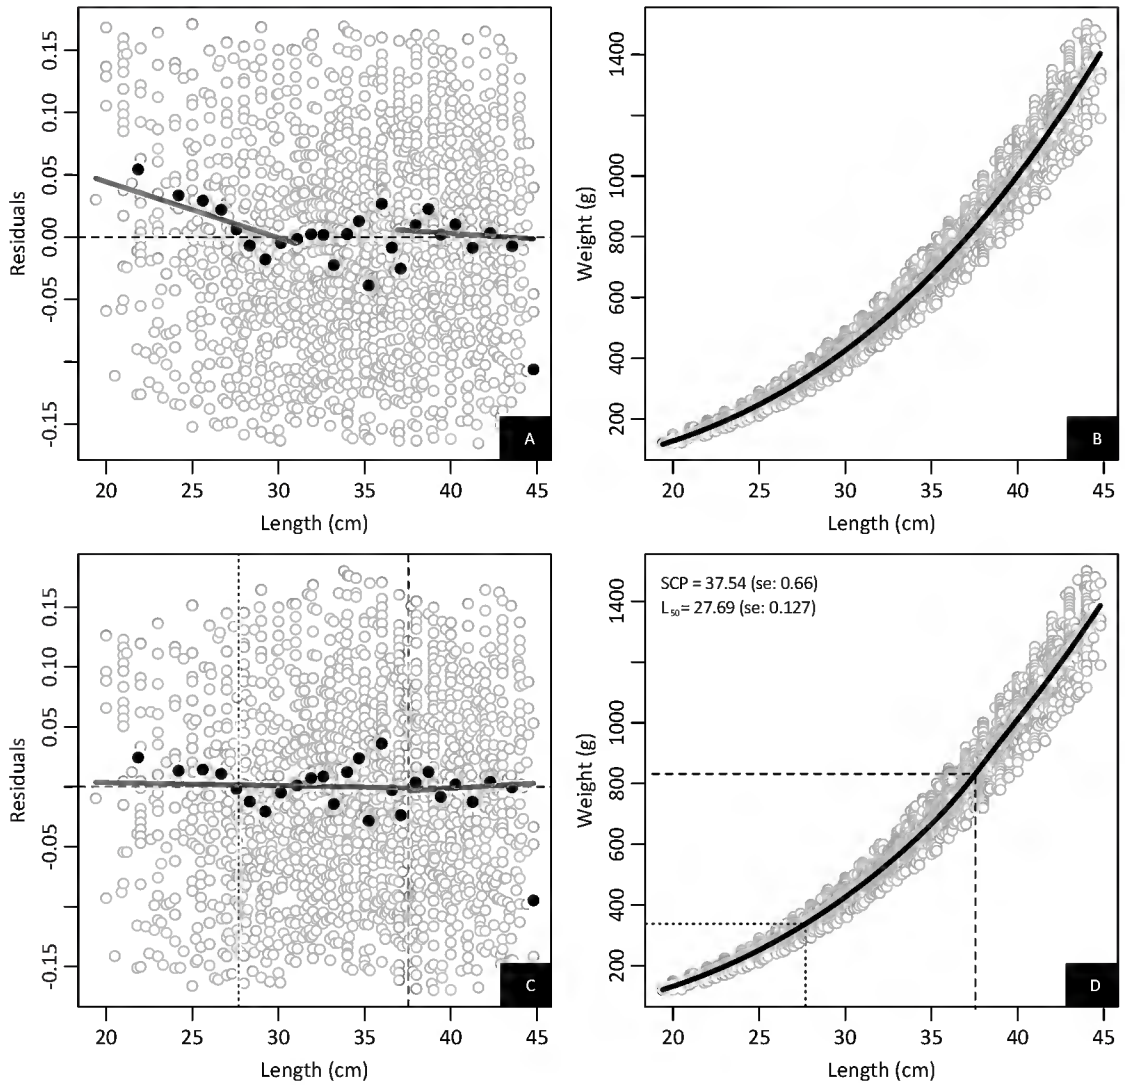 0.15
0.10
0.05
0.00
-0.05
-0.15
Residuals
A
20 25 30 35 40 45
Length (cm)
1400
1000
800
600
400
200
Weight (g)
B
20 25 30 35 40 45
Length (cm)
0.15
0.10
0.05
-0.05
-0.15
Residuals
C
20 25 30 35 40 45
Length (cm)
SCP = 37.54 (se: 0.66)
L50= 27.69 (se: 0.127)
1400
1000
800
600
400
200
Weight (g)
D
20 25 30 35 40 45
Length (cm)